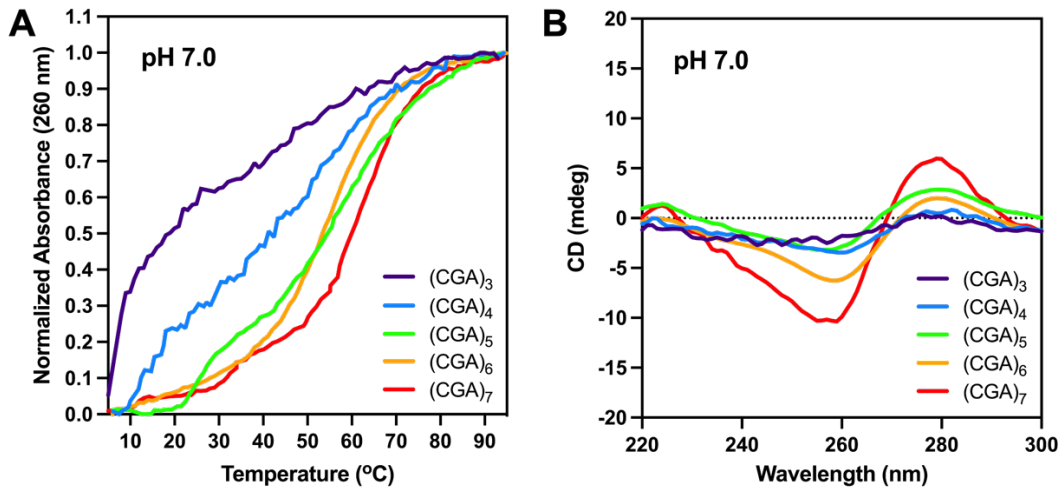 A
pH 7.0
Normalized Absorbance (260 nm)
1.1
1.0
0.9
0.8
0.7
0.6
0.5
0.4
0.3
0.2
0.1
0.0
(CGA)₃
(CGA)₄
(CGA)₅
(CGA)₆
(CGA)₇
10 20 30 40 50 60 70 80 90
Temperature (°C)
B
pH 7.0
CD (mdeg)
20
15
10
5
0
-5
-10
-15
-20
(CGA)₃
(CGA)₄
(CGA)₅
(CGA)₆
(CGA)₇
220 240 260 280 300
Wavelength (nm)